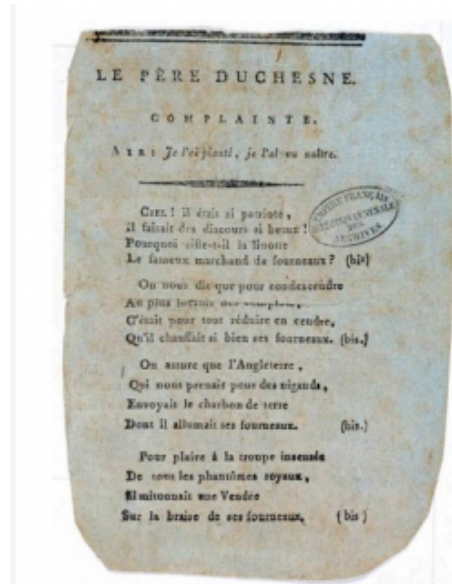 LE PÈRE DUCHESNE.
COMPLAINTE.
AIR: Je l'ai planté, je l'ai vu naître.
CIEL! il était si patriote,
Il faisait des discours si beaux!
Pourquoi siffle-t-il la linotte
Le fameux marchand de fourneaux? (bis)
EMPIRE FRANÇAIS
ARCHIVES
On nous dit que pour condescendre
Au plus des complots,
C'était pour tout réduire en cendre,
Qu'il chauffait si bien ses fourneaux. (bis.)
On assure que l'Angleterre,
Qui nous prenait pour des nigauds,
Envoyait le charbon de terre
Dont il allumait ses fourneaux. (bis.)
Pour plaire à la troupe insensée
De tous les phantômes royaux,
Il mitonnait une Vendée
Sur la braise de ses fourneaux, (bis)